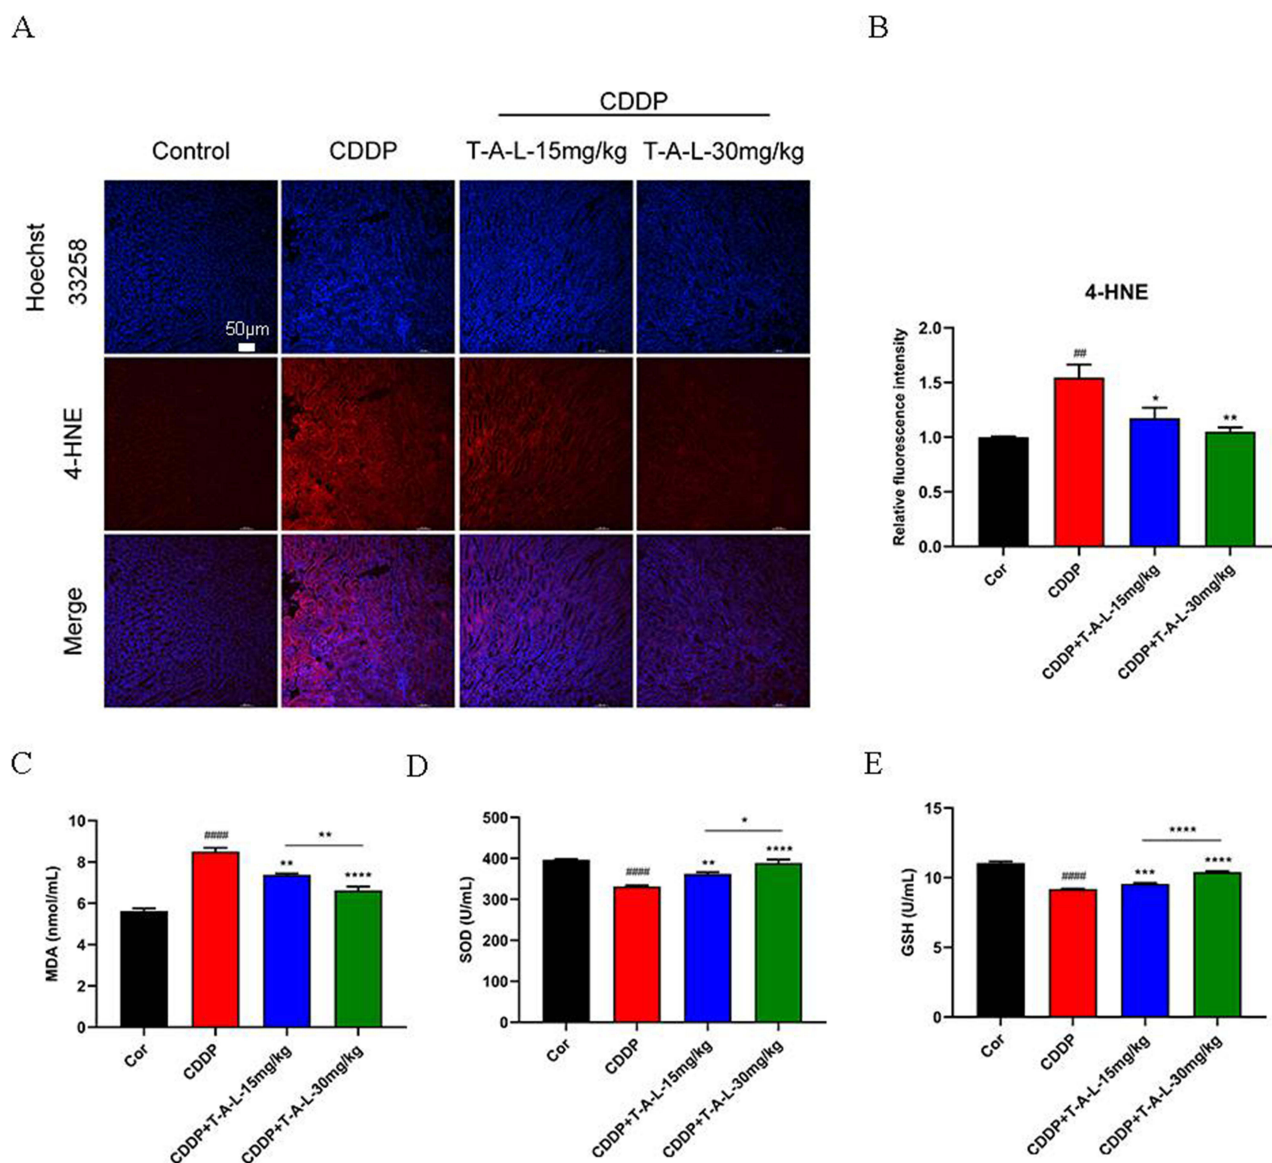 A
B
CDDP
Control
CDDP
T-A-L-15mg/kg
T-A-L-30mg/kg
Hoechst
33258
50μm
4-HNE
Merge
4-HNE
Relative fluorescence intensity
2.0
1.5
1.0
0.5
0.0
##
*
**
Cor
CDDP
CDDP+T-A-L-15mg/kg
CDDP+T-A-L-30mg/kg
C
MDA (nmol/mL)
10
8
6
4
2
0
####
**
**
****
Cor
CDDP
CDDP+T-A-L-15mg/kg
CDDP+T-A-L-30mg/kg
D
SOD (U/mL)
500
400
300
200
100
0
####
**
*
****
Cor
CDDP
CDDP+T-A-L-15mg/kg
CDDP+T-A-L-30mg/kg
E
GSH (U/mL)
15
10
5
0
####
***
****
****
Cor
CDDP
CDDP+T-A-L-15mg/kg
CDDP+T-A-L-30mg/kg